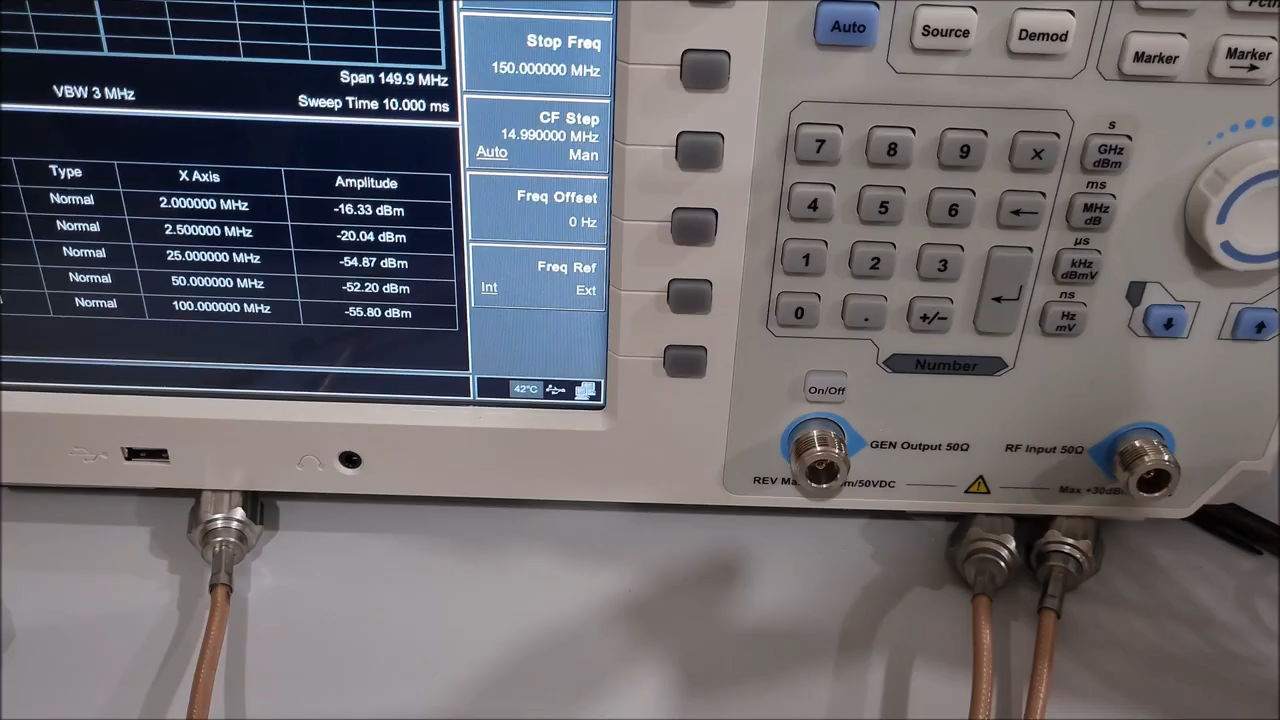 Span 149.9 MHz
VBW 3 MHz
Sweep Time 10.000 ms
Type X Axis Amplitude
Normal 2.000000 MHz -16.33 dBm
Normal 2.500000 MHz -20.04 dBm
Normal 25.000000 MHz -54.87 dBm
Normal 50.000000 MHz -52.20 dBm
Normal 100.000000 MHz -55.80 dBm
Stop Freq
150.000000 MHz
CF Step
14.990000 MHz
Auto Man
Freq Offset
0 Hz
Freq Ref
Int Ext
42°C
Auto
Source
Demod
Marker
Marker
→
7 8 9 ×
4 5 6 ←
1 2 3
0 . +/-
Number
s
GHz
dBm
ms
MHz
dB
µs
kHz
dBmV
ns
Hz
mV
On/Off
GEN Output 50Ω
RF Input 50Ω
REV
/50VDC
Max +30dB